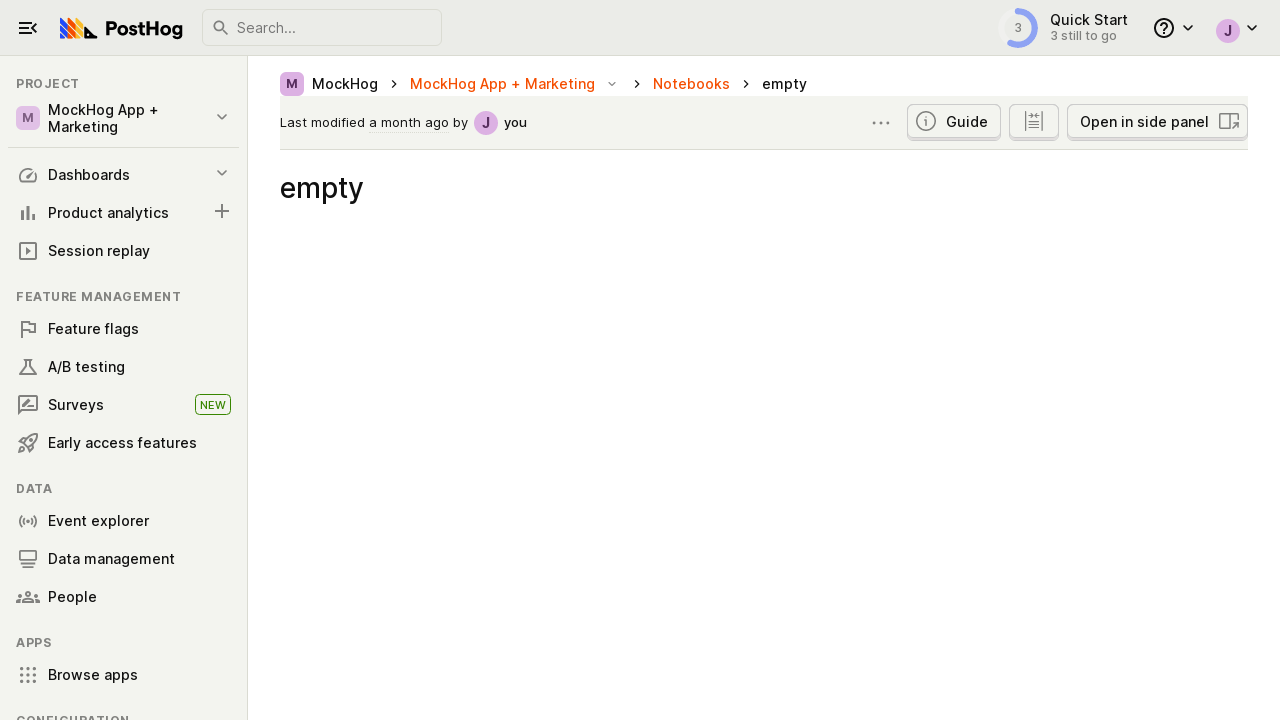 PostHog
Search...
3
Quick Start
3 still to go
J
PROJECT
M
MockHog App +
Marketing
Dashboards
Product analytics
Session replay
FEATURE MANAGEMENT
Feature flags
A/B testing
Surveys
NEW
Early access features
DATA
Event explorer
Data management
People
APPS
Browse apps
CONFIGURATION
M MockHog > MockHog App + Marketing > Notebooks > empty
Last modified a month ago by J you
Guide
Open in side panel
empty